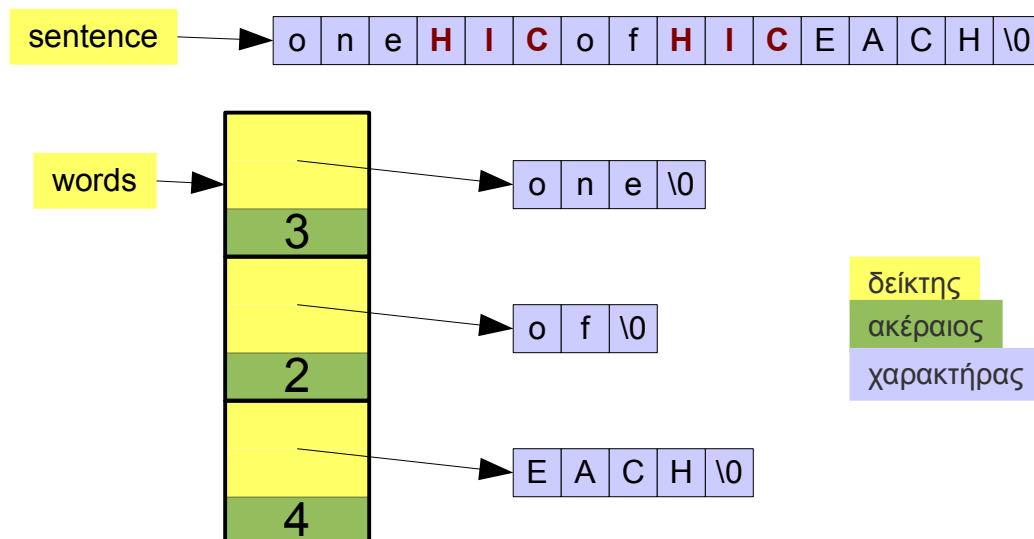 sentence
o n e H I C o f H I C E A C H \0
words
o n e \0
3
o f \0
2
E A C H \0
4
δείκτης
ακέραιος
χαρακτήρας